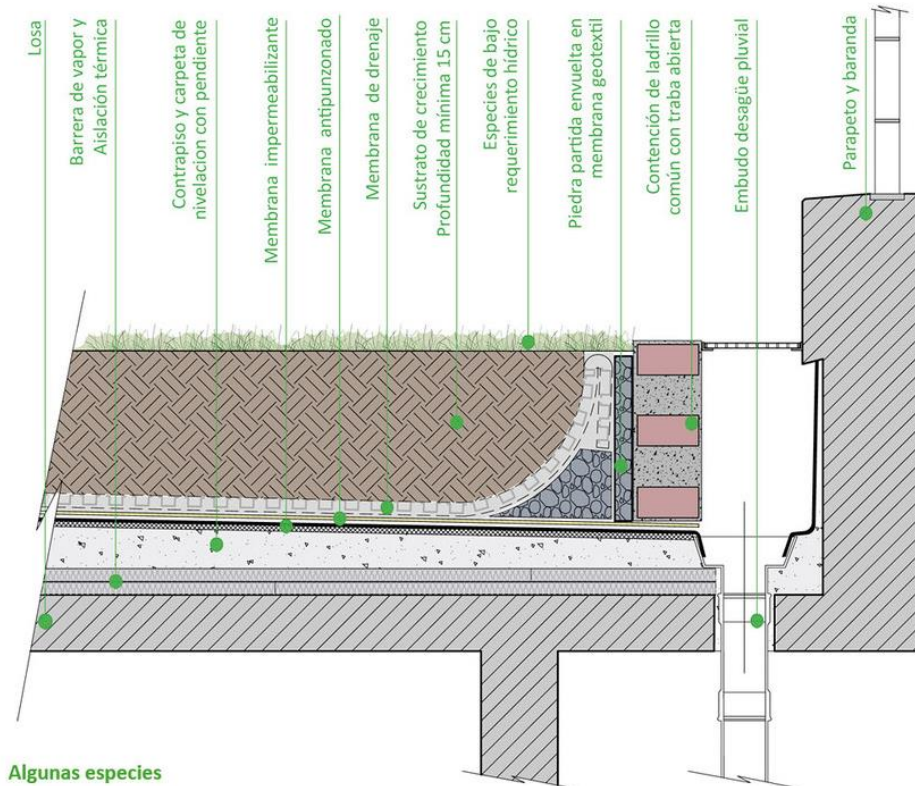 Losa
Barrera de vapor y
Aislación térmica
Contrapiso y carpeta de
nivelacion con pendiente
Membrana impermeabilizante
Membrana antipunzonado
Membrana de drenaje
Sustrato de crecimiento
Profundidad mínima 15 cm
Especies de bajo
requerimiento hídrico
Piedra partida envuelta en
membrana geotextil
Contención de ladrillo
común con traba abierta
Embudo desagüe pluvial
Parapeto y baranda
Algunas especies